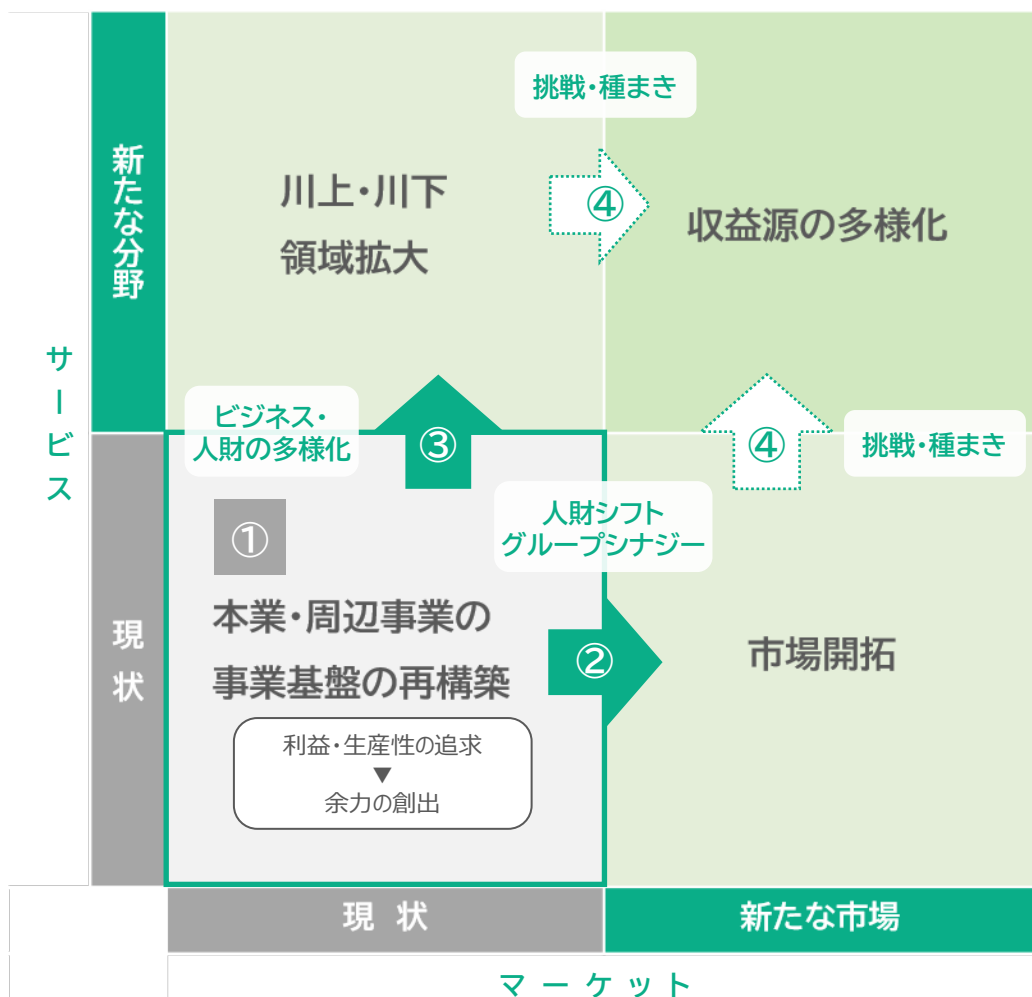 挑戦・種まき
川上・川下
領域拡大
④
収益源の多様化
新たな分野
サービス
ビジネス・
人財の多様化
③
④
挑戦・種まき
①
人財シフト
グループシナジー
本業・周辺事業の
事業基盤の再構築
②
市場開拓
現状
利益・生産性の追求
▼
余力の創出
現 状
新たな市場
マーケット